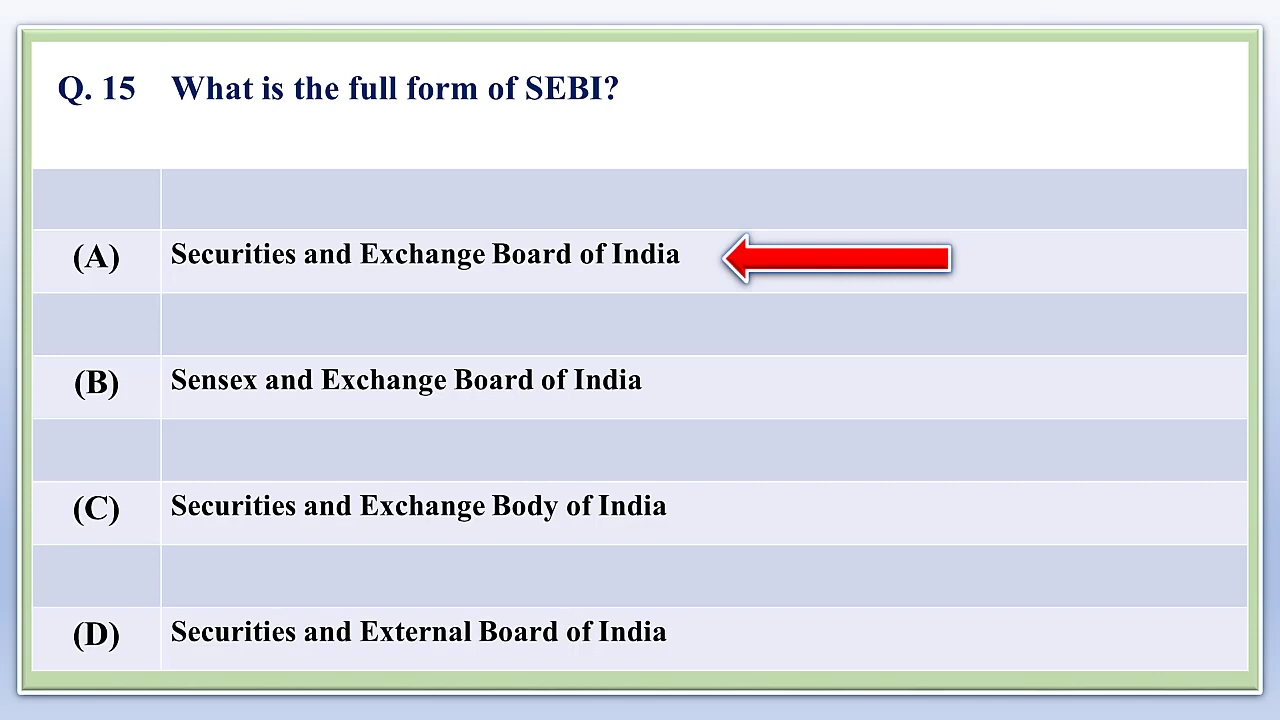 Q. 15 What is the full form of SEBI?
(A) Securities and Exchange Board of India
(B) Sensex and Exchange Board of India
(C) Securities and Exchange Body of India
(D) Securities and External Board of India